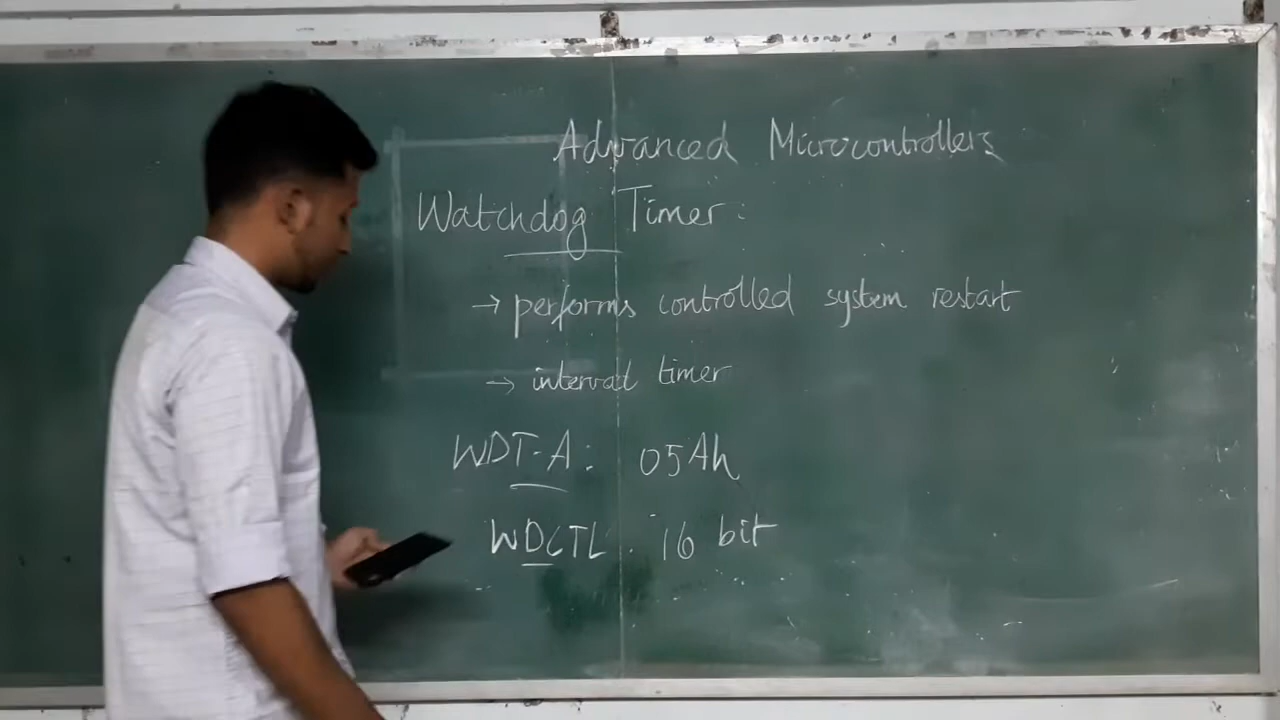 Advanced Microcontrollers
Watchdog Timer:
→ performs controlled system restart
→ interval timer
WDT-A: 05Ah
WDCTL: 16 bit